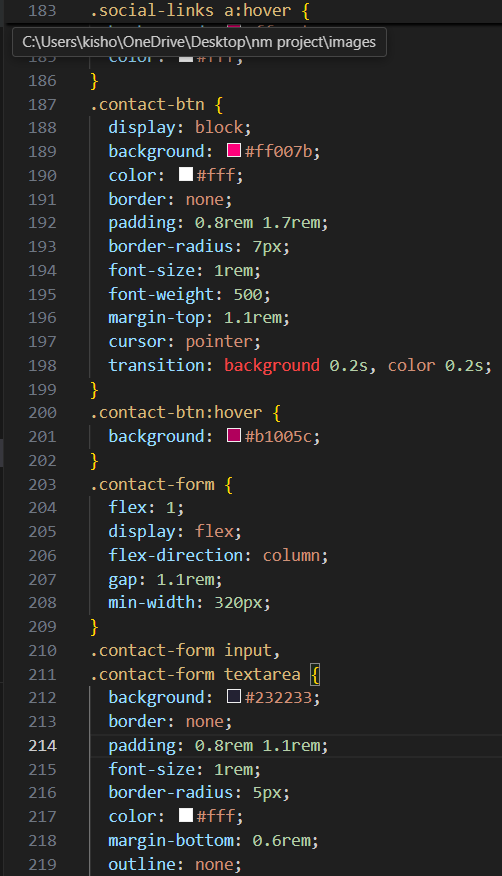 183 .social-links a:hover {
C:\Users\kisho\OneDrive\Desktop\nm project\images
185 color: #fff;
186 }
187 .contact-btn {
188 display: block;
189 background: #ff007b;
190 color: #fff;
191 border: none;
192 padding: 0.8rem 1.7rem;
193 border-radius: 7px;
194 font-size: 1rem;
195 font-weight: 500;
196 margin-top: 1.1rem;
197 cursor: pointer;
198 transition: background 0.2s, color 0.2s;
199 }
200 .contact-btn:hover {
201 background: #b1005c;
202 }
203 .contact-form {
204 flex: 1;
205 display: flex;
206 flex-direction: column;
207 gap: 1.1rem;
208 min-width: 320px;
209 }
210 .contact-form input,
211 .contact-form textarea {
212 background: #232233;
213 border: none;
214 padding: 0.8rem 1.1rem;
215 font-size: 1rem;
216 border-radius: 5px;
217 color: #fff;
218 margin-bottom: 0.6rem;
219 outline: none;